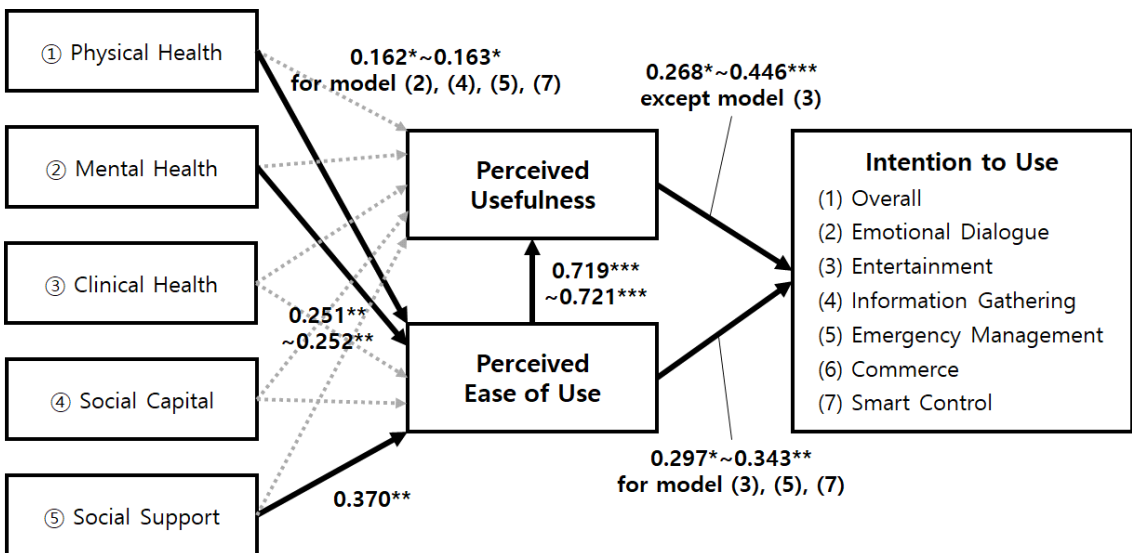 ① Physical Health
② Mental Health
③ Clinical Health
④ Social Capital
⑤ Social Support
0.162*~0.163*
for model (2), (4), (5), (7)
0.251**
~0.252**
0.370**
Perceived
Usefulness
0.719***
~0.721***
Perceived
Ease of Use
0.268*~0.446***
except model (3)
0.297*~0.343**
for model (3), (5), (7)
Intention to Use
(1) Overall
(2) Emotional Dialogue
(3) Entertainment
(4) Information Gathering
(5) Emergency Management
(6) Commerce
(7) Smart Control